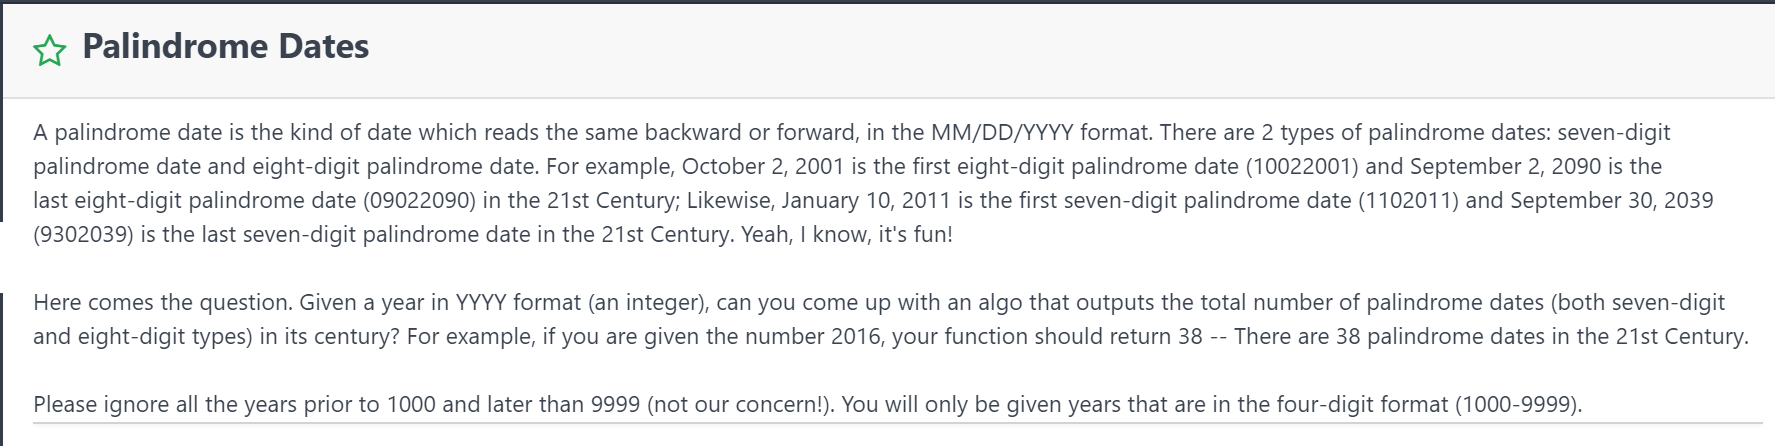 Palindrome Dates
A palindrome date is the kind of date which reads the same backward or forward, in the MM/DD/YYYY format. There are 2 types of palindrome dates: seven-digit
palindrome date and eight-digit palindrome date. For example, October 2, 2001 is the first eight-digit palindrome date (10022001) and September 2, 2090 is the
last eight-digit palindrome date (09022090) in the 21st Century; Likewise, January 10, 2011 is the first seven-digit palindrome date (1102011) and September 30, 2039
(9302039) is the last seven-digit palindrome date in the 21st Century. Yeah, I know, it's fun!
Here comes the question. Given a year in YYYY format (an integer), can you come up with an algo that outputs the total number of palindrome dates (both seven-digit
and eight-digit types) in its century? For example, if you are given the number 2016, your function should return 38 -- There are 38 palindrome dates in the 21st Century.
Please ignore all the years prior to 1000 and later than 9999 (not our concern!). You will only be given years that are in the four-digit format (1000-9999).